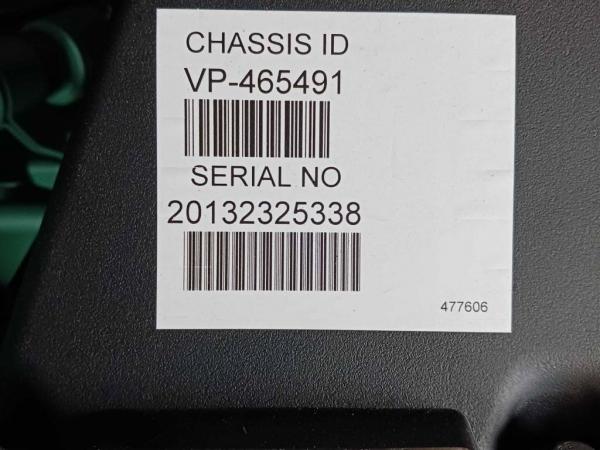 CHASSIS ID
VP-465491
SERIAL NO
20132325338
477606